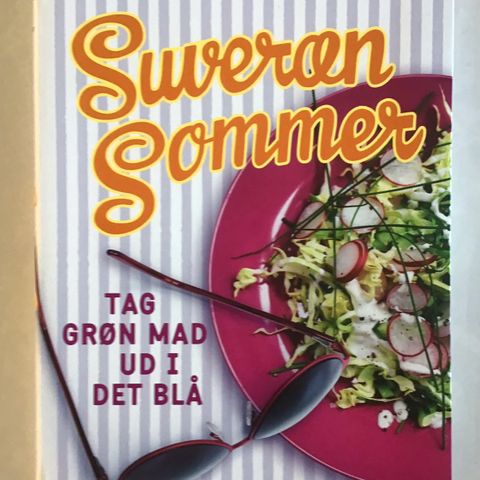 Suveræn
Sommer
TAG
GRØN MAD
UD I
DET BLÅ